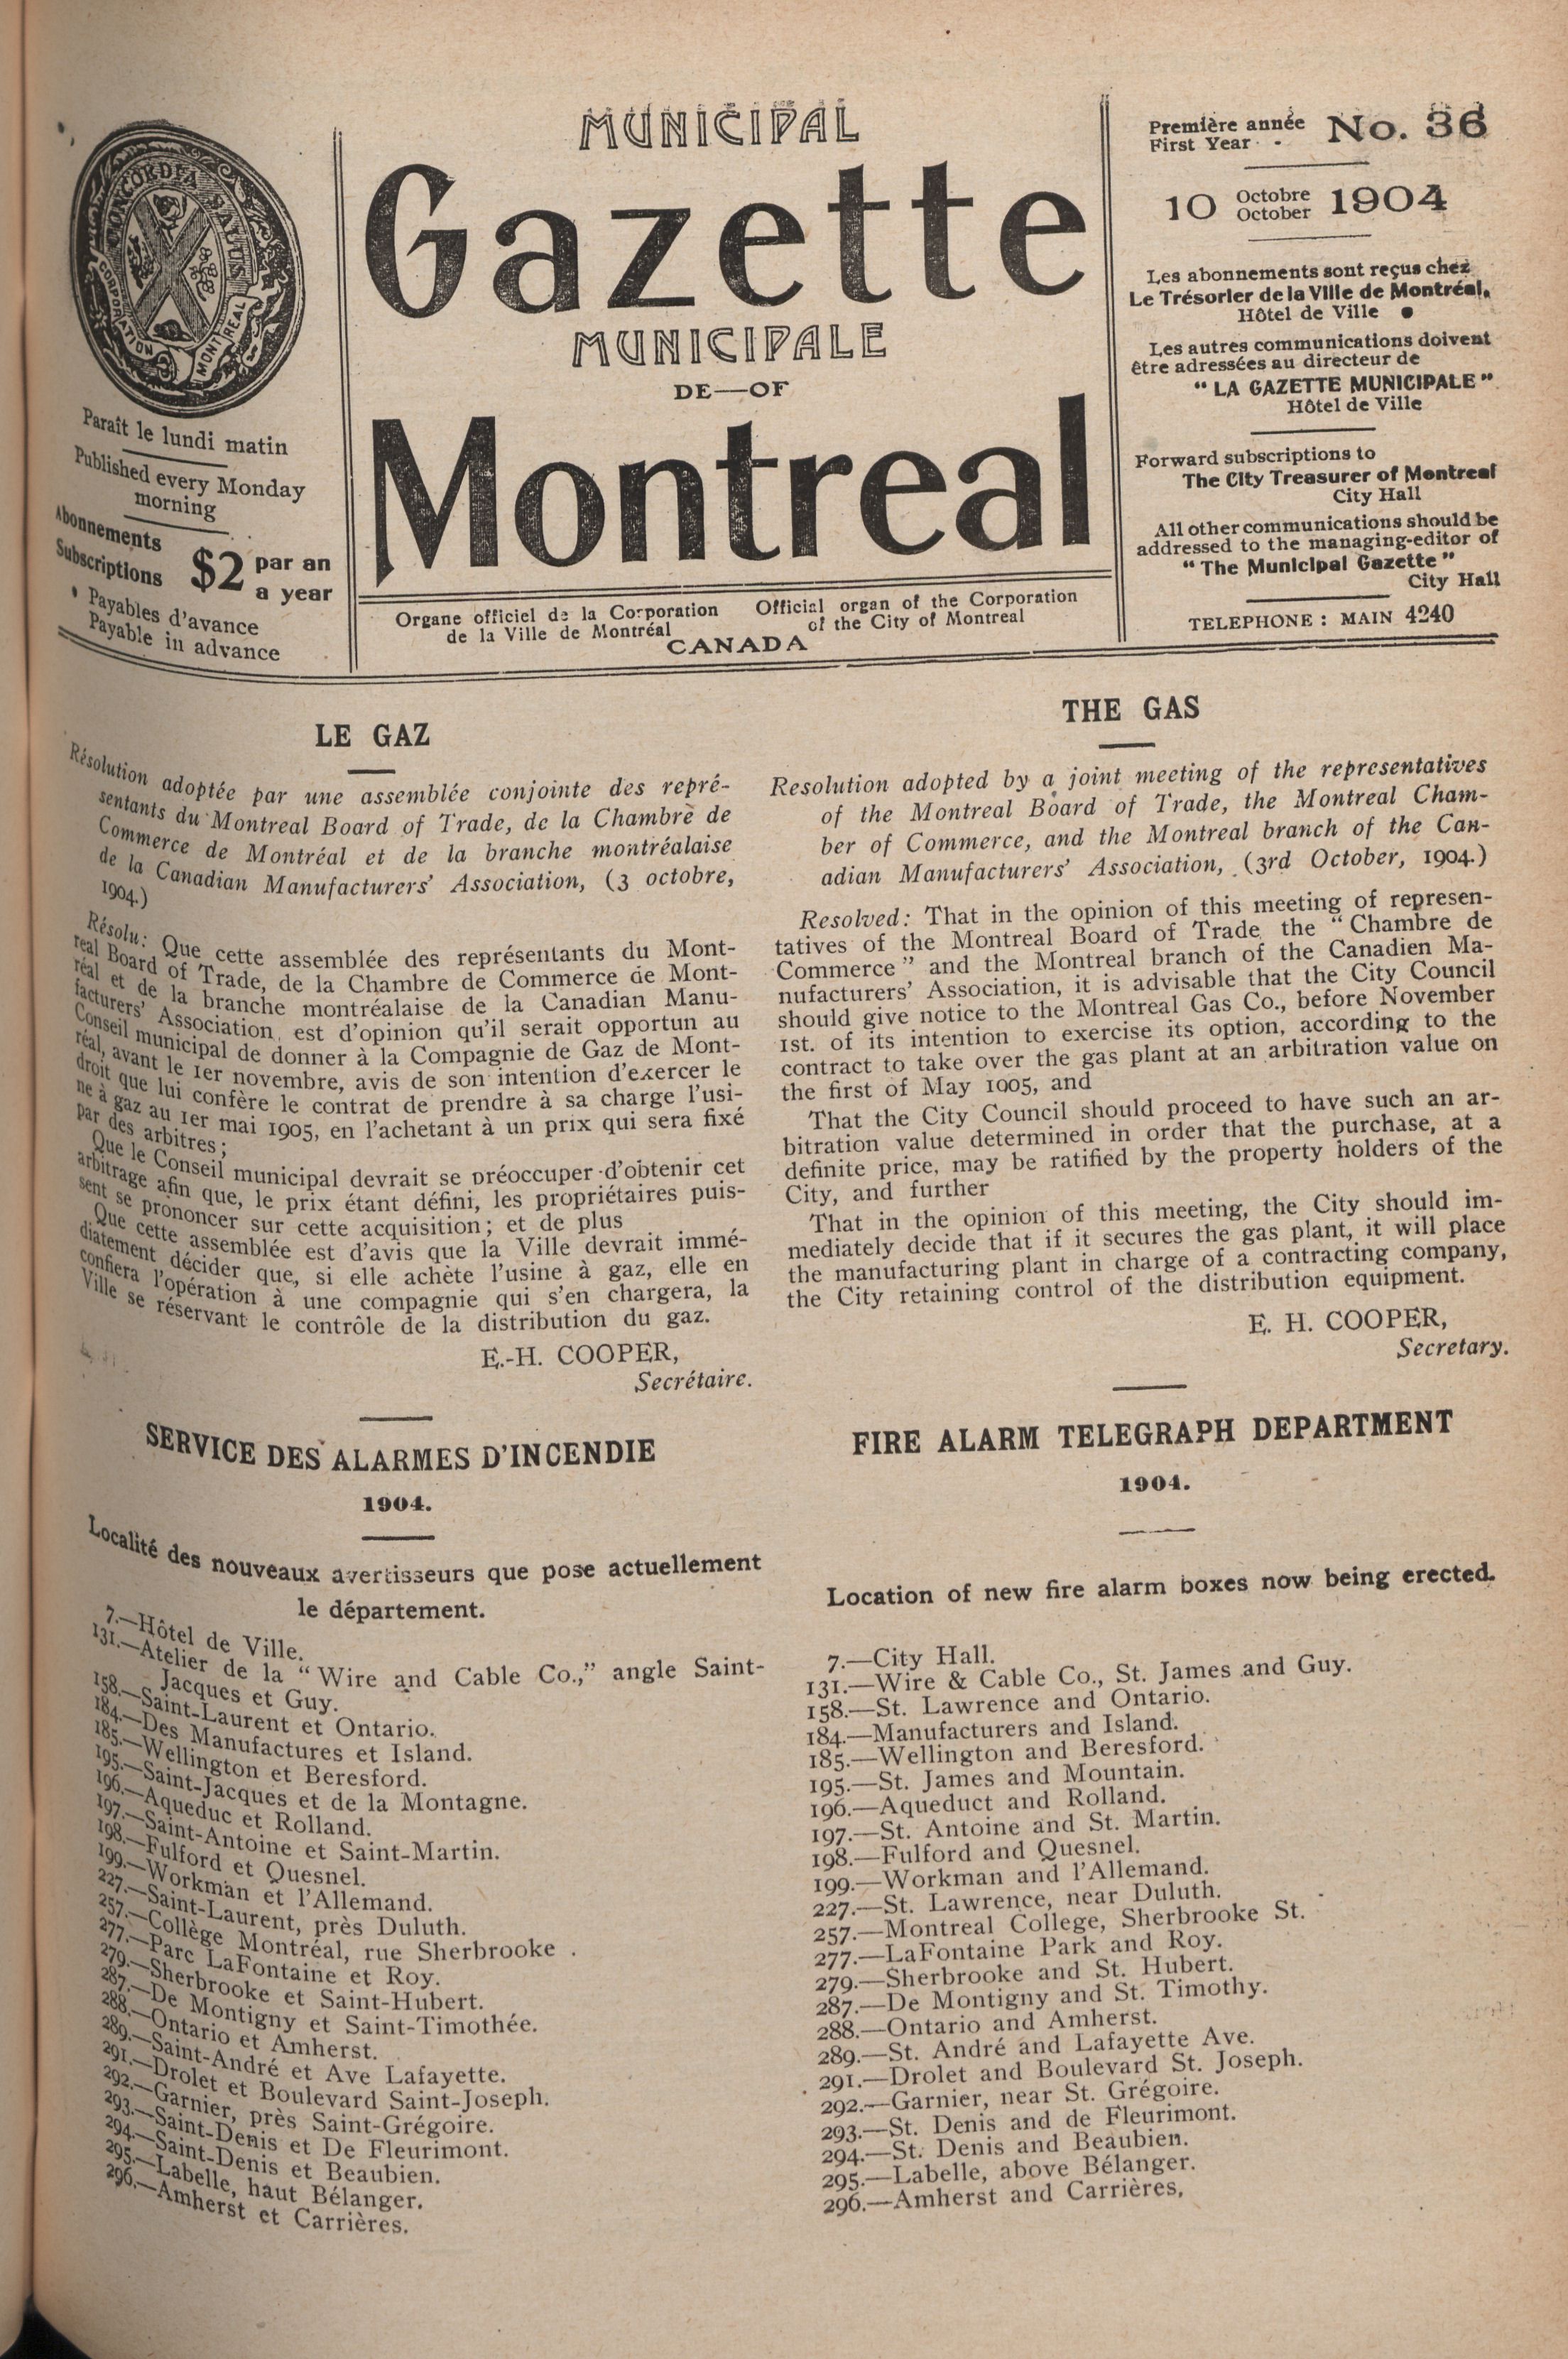 CONCORDIA SALUS
CORPORATION MONTREAL
Paraît le lundi matin
Published every Monday
morning
Abonnements
Subscriptions
$2 par an
a year
Payables d'avance
Payable in advance
MUNICIPAL
Gazette
MUNICIPALE
DE—OF
Montreal
Organe officiel de la Corporation
de la Ville de Montréal
Official organ of the Corporation
of the City of Montreal
CANADA
Première année
First Year -
No. 36
10 Octobre
October 1904
Les abonnements sont reçus chez
Le Trésorier de la Ville de Montréal,
Hôtel de Ville
Les autres communications doivent
être adressées au directeur de
"LA GAZETTE MUNICIPALE"
Hôtel de Ville
Forward subscriptions to
The City Treasurer of Montreal
City Hall
All other communications should be
addressed to the managing-editor of
"The Municipal Gazette"
City Hall
TELEPHONE: MAIN 4240
LE GAZ
Résolution adoptée par une assemblée conjointe des repré-
sentants du Montreal Board of Trade, de la Chambre de
Commerce de Montréal et de la branche montréalaise
de la Canadian Manufacturers' Association, (3 octobre,
1904.)
Résolu: Que cette assemblée des représentants du Mont-
real Board of Trade, de la Chambre de Commerce de Mont-
réal et de la branche montréalaise de la Canadian Manu-
facturers' Association, est d'opinion qu'il serait opportun au
Conseil municipal de donner à la Compagnie de Gaz de Mont-
réal, avant le 1er novembre, avis de son intention d'exercer le
droit que lui confère le contrat de prendre à sa charge l'usi-
ne à gaz au 1er mai 1905, en l'achetant à un prix qui sera fixé
par des arbitres;
Que le Conseil municipal devrait se préoccuper d'obtenir cet
arbitrage afin que, le prix étant défini, les propriétaires puis-
sent se prononcer sur cette acquisition; et de plus
Que cette assemblée est d'avis que la Ville devrait immé-
diatement décider que, si elle achète l'usine à gaz, elle en
confiera l'opération à une compagnie qui s'en chargera, la
Ville se réservant le contrôle de la distribution du gaz.
E.-H. COOPER,
Secrétaire.
SERVICE DES ALARMES D'INCENDIE
1904.
Localité des nouveaux avertisseurs que pose actuellement
le département.
7.—Hôtel de Ville.
131.—Atelier de la "Wire and Cable Co.," angle Saint-
Jacques et Guy.
158.—Saint-Laurent et Ontario.
184.—Des Manufactures et Island.
185.—Wellington et Beresford.
195.—Saint-Jacques et de la Montagne.
196.—Aqueduc et Rolland.
197.—Saint-Antoine et Saint-Martin.
198.—Fulford et Quesnel.
199.—Workman et l'Allemand.
227.—Saint-Laurent, près Duluth.
257.—Collège Montréal, rue Sherbrooke .
277.—Parc LaFontaine et Roy.
279.—Sherbrooke et Saint-Hubert.
287.—De Montigny et Saint-Timothée.
288.—Ontario et Amherst.
289.—Saint-André et Ave Lafayette.
291.—Drolet et Boulevard Saint-Joseph.
292.—Garnier, près Saint-Grégoire.
293.—Saint-Denis et De Fleurimont.
294.—Saint-Denis et Beaubien.
295.—Labelle, haut Bélanger.
296.—Amherst et Carrières.
THE GAS
Resolution adopted by a joint meeting of the representatives
of the Montreal Board of Trade, the Montreal Cham-
ber of Commerce, and the Montreal branch of the Can-
adian Manufacturers' Association, (3rd October, 1904.)
Resolved: That in the opinion of this meeting of represen-
tatives of the Montreal Board of Trade the "Chambre de
Commerce" and the Montreal branch of the Canadien Ma-
nufacturers' Association, it is advisable that the City Council
should give notice to the Montreal Gas Co., before November
1st. of its intention to exercise its option, according to the
contract to take over the gas plant at an arbitration value on
the first of May 1005, and
That the City Council should proceed to have such an ar-
bitration value determined in order that the purchase, at a
definite price, may be ratified by the property holders of the
City, and further
That in the opinion of this meeting, the City should im-
mediately decide that if it secures the gas plant, it will place
the manufacturing plant in charge of a contracting company,
the City retaining control of the distribution equipment.
E. H. COOPER,
Secretary.
FIRE ALARM TELEGRAPH DEPARTMENT
1904.
Location of new fire alarm boxes now being erected.
7.—City Hall.
131.—Wire & Cable Co., St. James and Guy.
158.—St. Lawrence and Ontario.
184.—Manufacturers and Island.
185.—Wellington and Beresford.
195.—St. James and Mountain.
196.—Aqueduct and Rolland.
197.—St. Antoine and St. Martin.
198.—Fulford and Quesnel.
199.—Workman and l'Allemand.
227.—St. Lawrence, near Duluth.
257.—Montreal College, Sherbrooke St.
277.—LaFontaine Park and Roy.
279.—Sherbrooke and St. Hubert.
287.—De Montigny and St. Timothy.
288.—Ontario and Amherst.
289.—St. André and Lafayette Ave.
291.—Drolet and Boulevard St. Joseph.
292.—Garnier, near St. Grégoire.
293.—St. Denis and de Fleurimont.
294.—St. Denis and Beaubien.
295.—Labelle, above Bélanger.
296.—Amherst and Carrières.